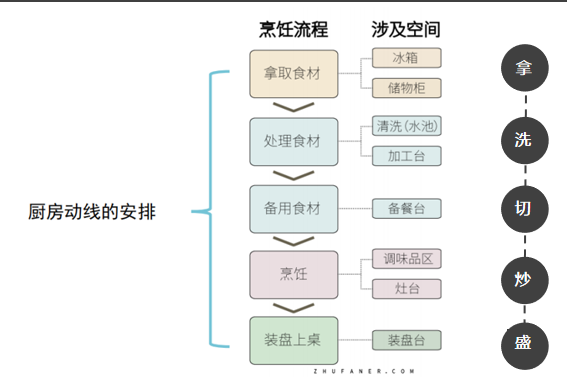 烹饪流程 涉及空间
拿取食材
冰箱
储物柜
拿
处理食材
清洗(水池)
加工台
洗
厨房动线的安排
备用食材
备餐台
切
烹饪
调味品区
灶台
炒
装盘上桌
装盘台
盛
ZHUFANER.COM